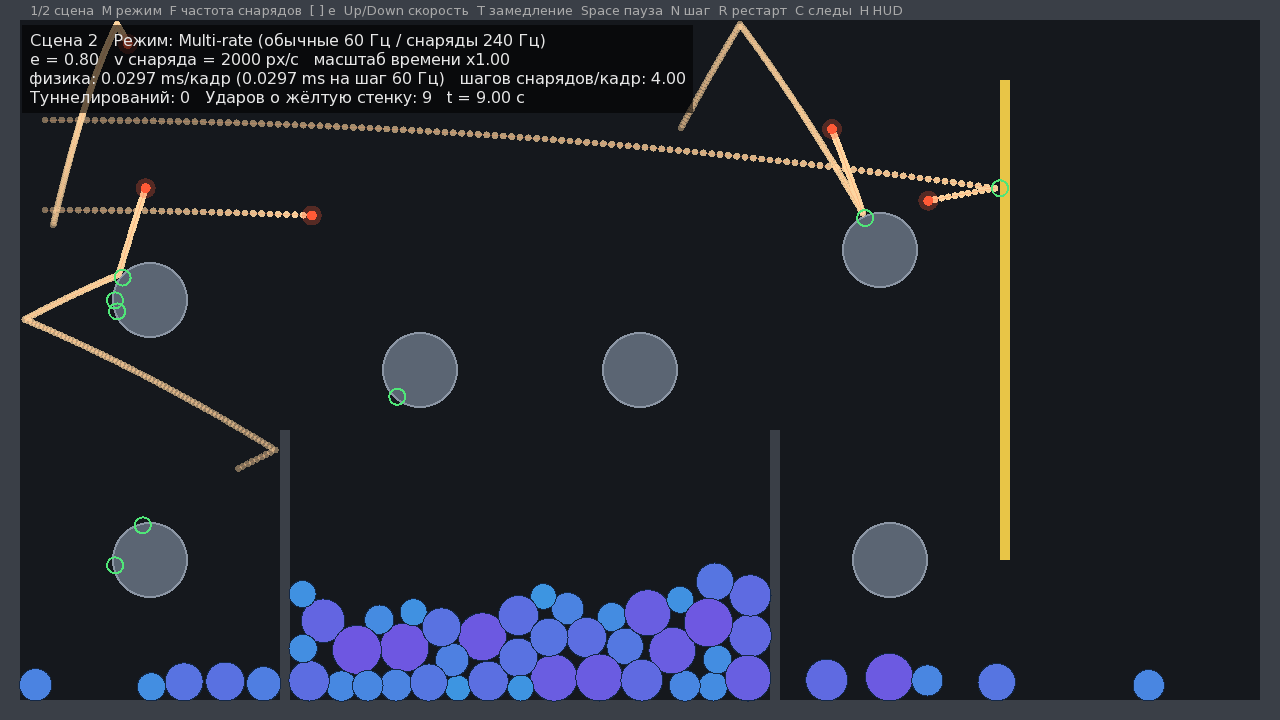 1/2 сцена M режим F частота снарядов [ ] e Up/Down скорость T замедление Space пауза N шаг R рестарт C следы H HUD
Сцена 2 Режим: Multi-rate (обычные 60 Гц / снаряды 240 Гц)
e = 0.80 v снаряда = 2000 px/с масштаб времени x1.00
физика: 0.0297 ms/кадр (0.0297 ms на шаг 60 Гц) шагов снарядов/кадр: 4.00
Туннелирований: 0 Ударов о жёлтую стенку: 9 t = 9.00 с